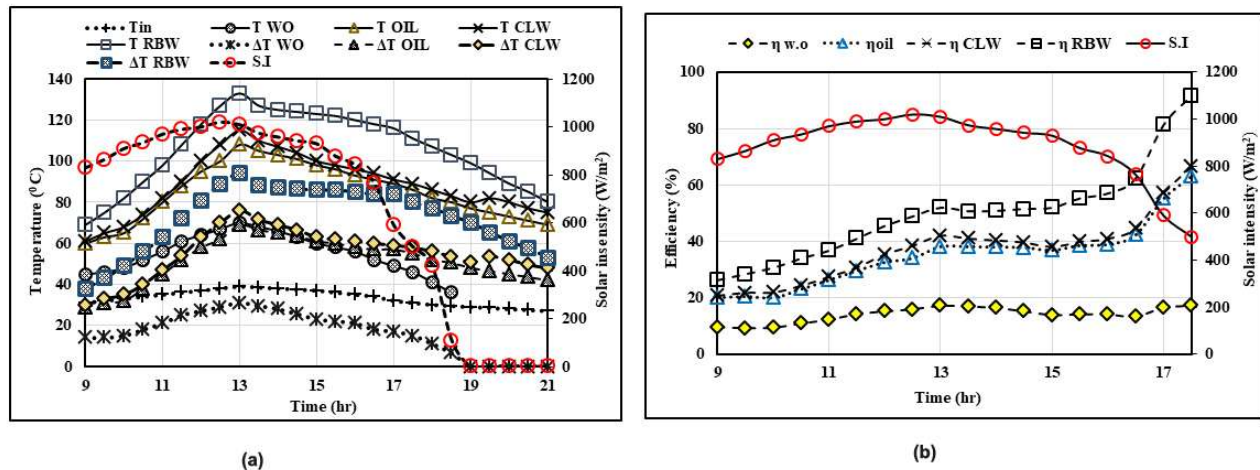 Tin T WO T OIL T CLW
T RBW ΔT WO ΔT OIL ΔT CLW
ΔT RBW S.I
140
120
100
80
60
40
20
0
Temperature (⁰C)
1200
1000
800
600
400
200
0
Solar insensity (W/m²)
9 11 13 15 17 19 21
Time (hr)
(a)
η w.o ηoil η CLW η RBW S.I
100
80
60
40
20
0
Efficiency (%)
1200
1000
800
600
400
200
0
Solar intensity (W/m²)
9 11 13 15 17
Time (hr)
(b)